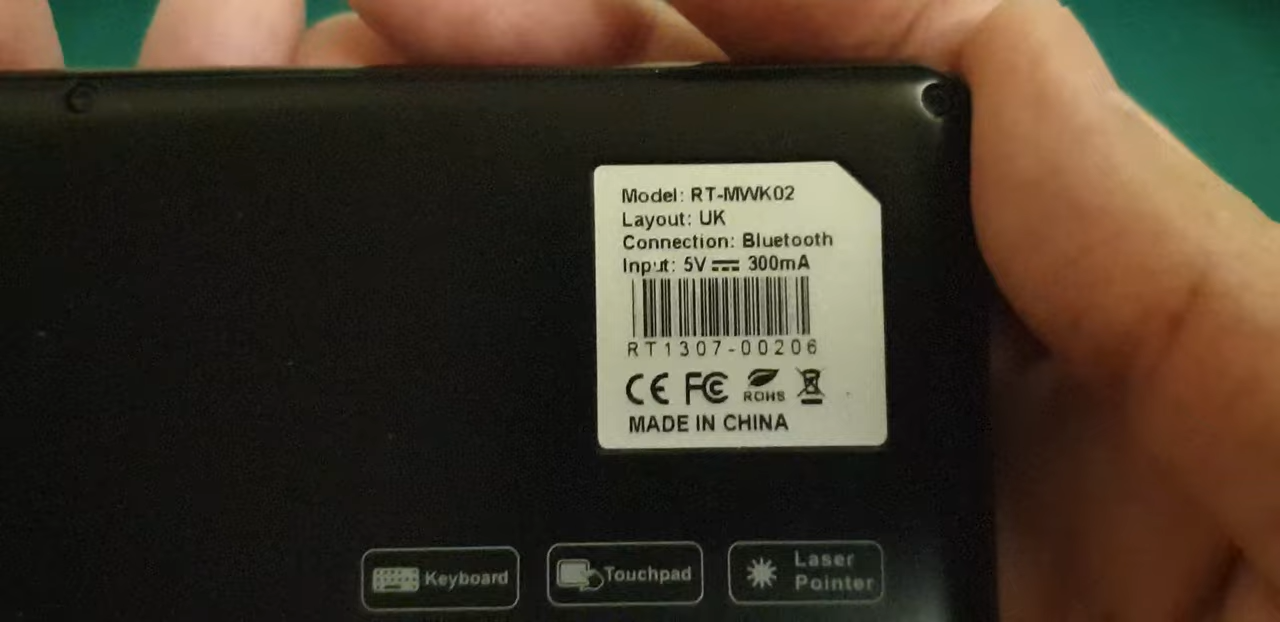 Model: RT-MWK02
Layout: UK
Connection: Bluetooth
Input: 5V 300mA
RT1307-00206
CE FC ROHS
MADE IN CHINA
Keyboard
Touchpad
Laser
Pointer